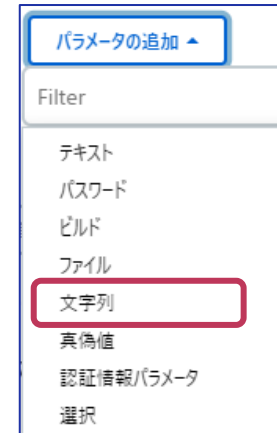 パラメータの追加 ▲
Filter
テキスト
パスワード
ビルド
ファイル
文字列
真偽値
認証情報パラメータ
選択